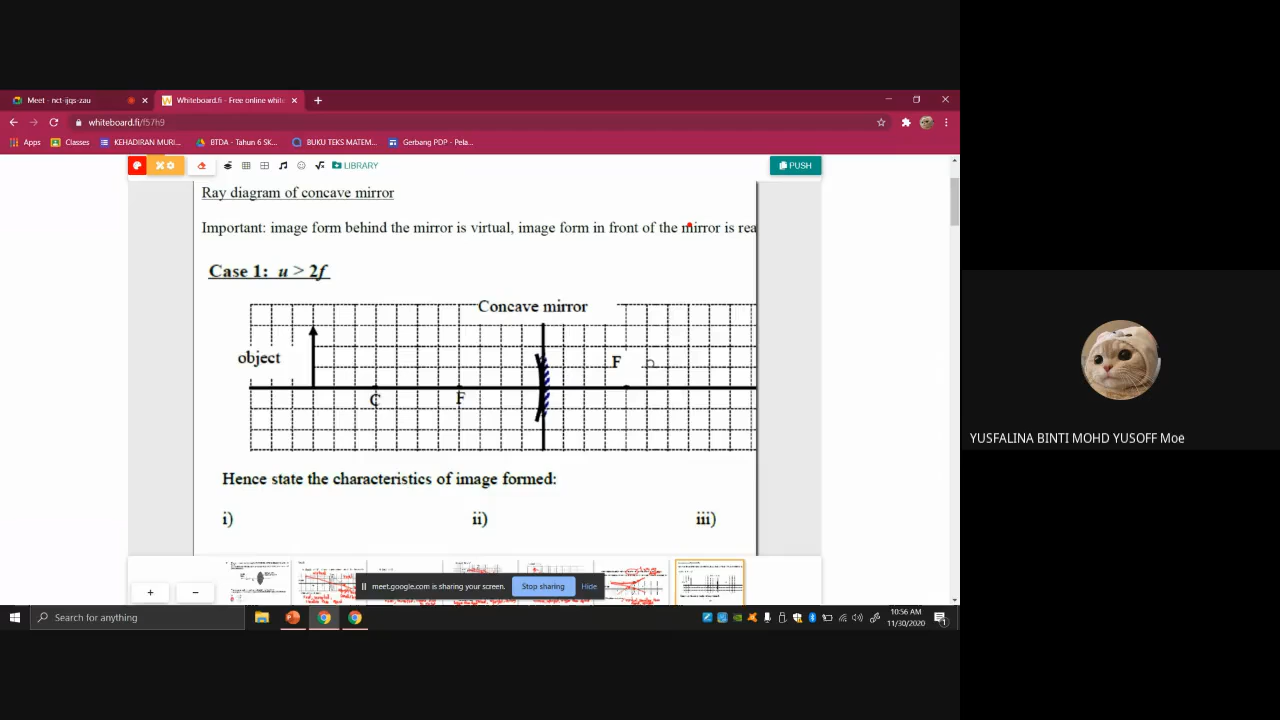 Meet - nct-ijqs-zau
Whiteboard.fi - Free online white
whiteboard.fi/f57h9
Apps Classes KEHADIRAN MURI... BTDA - Tahun 6 SK... BUKU TEKS MATEM... Gerbang PDP - Pela...
LIBRARY PUSH
Ray diagram of concave mirror
Important: image form behind the mirror is virtual, image form in front of the mirror is rea
Case 1: u > 2f
Concave mirror
object F
C F
Hence state the characteristics of image formed:
i) ii) iii)
meet.google.com is sharing your screen. Stop sharing Hide
Search for anything
10:56 AM
11/30/2020
YUSFALINA BINTI MOHD YUSOFF Moe